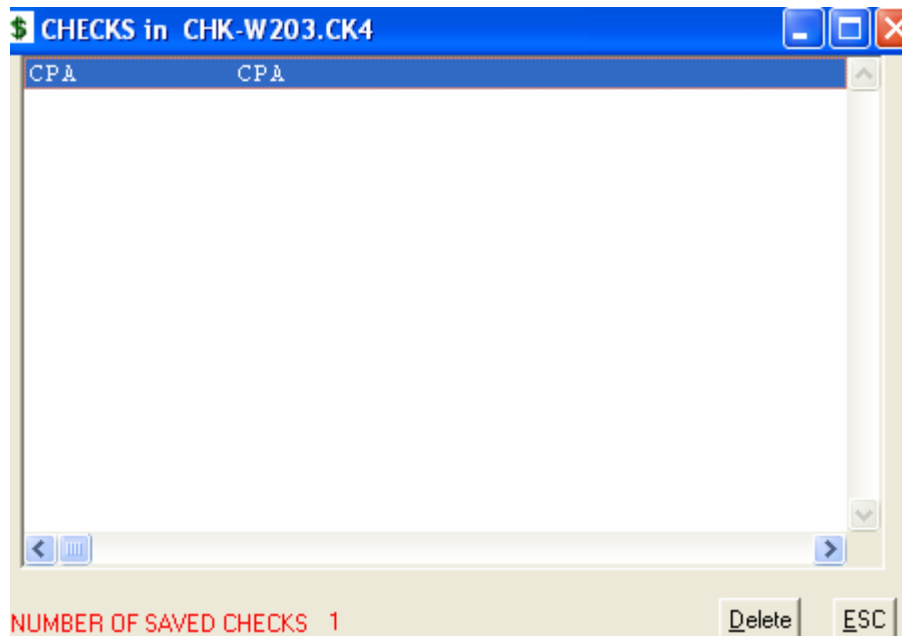 $ CHECKS in CHK-W203.CK4
CPA CPA
NUMBER OF SAVED CHECKS 1
Delete ESC